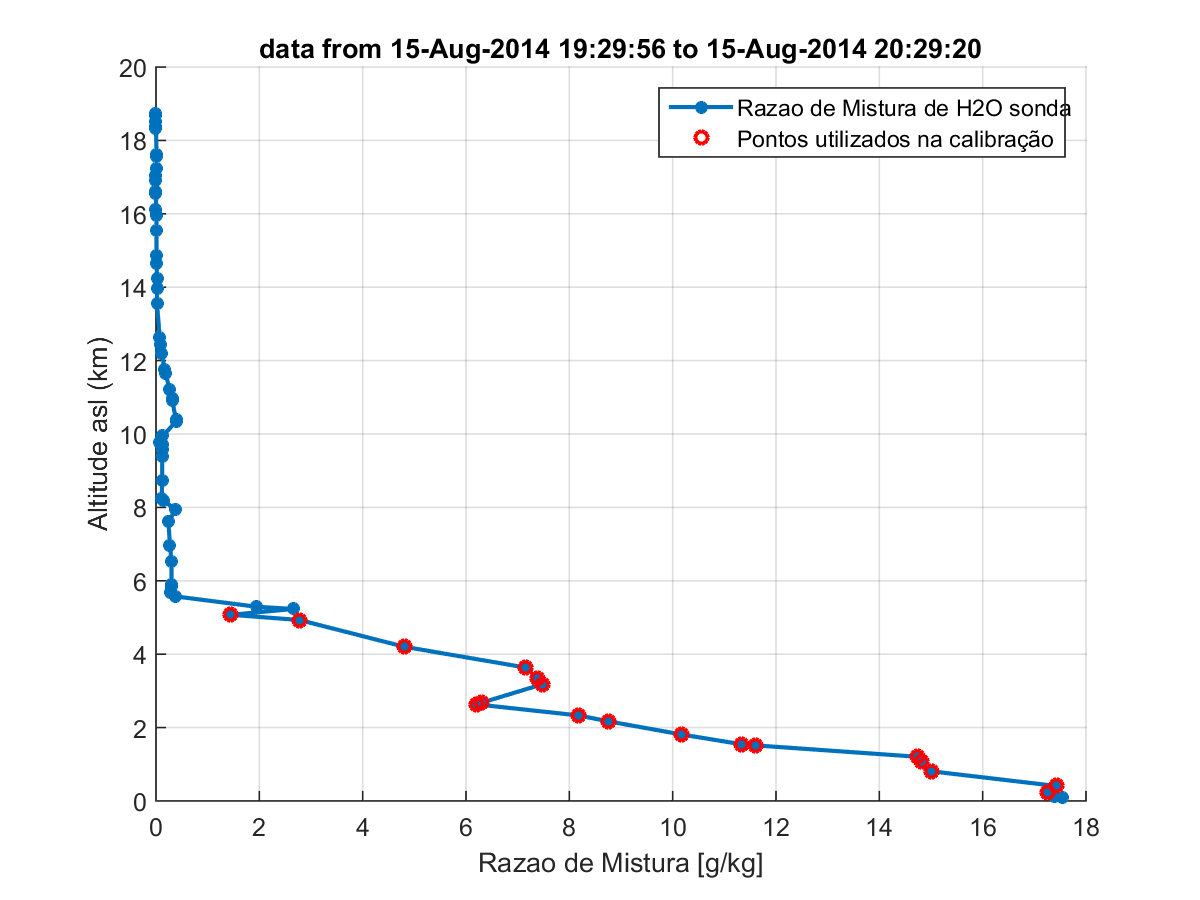 data from 15-Aug-2014 19:29:56 to 15-Aug-2014 20:29:20
Razao de Mistura de H2O sonda
Pontos utilizados na calibração
20
18
16
14
12
10
8
6
4
2
0
Altitude asl (km)
0 2 4 6 8 10 12 14 16 18
Razao de Mistura [g/kg]